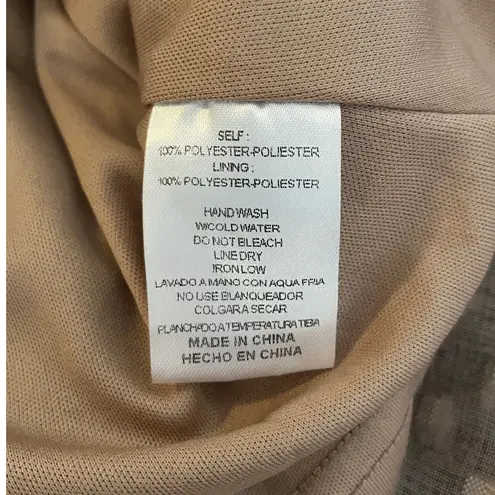 SELF :
100% POLYESTER-POLIESTER
LINING :
100% POLYESTER-POLIESTER
HAND WASH
W/COLD WATER
DO NOT BLEACH
LINE DRY
IRON LOW
LAVADO A MANO CON AQUA FRIA
NO USE BLANQUEADOR
COLGARA SECAR
PLANCHADO A TEMPERATURA TIBIA
MADE IN CHINA
HECHO EN CHINA